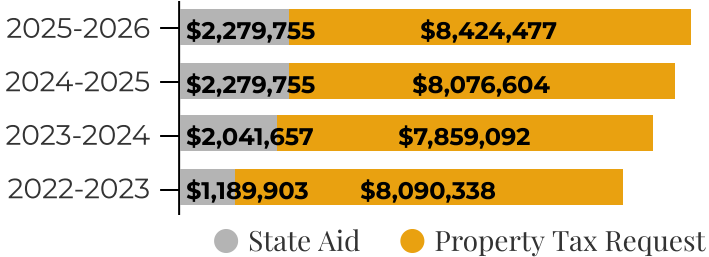 2025-2026 $2,279,755 $8,424,477
2024-2025 $2,279,755 $8,076,604
2023-2024 $2,041,657 $7,859,092
2022-2023 $1,189,903 $8,090,338
State Aid Property Tax Request